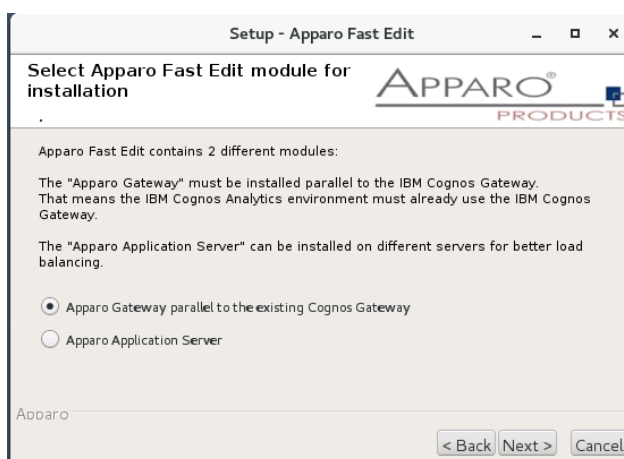 Setup - Apparo Fast Edit
Select Apparo Fast Edit module for
installation
.
APPARO®
PRODUCTS
Apparo Fast Edit contains 2 different modules:
The "Apparo Gateway" must be installed parallel to the IBM Cognos Gateway.
That means the IBM Cognos Analytics environment must already use the IBM Cognos
Gateway.
The "Apparo Application Server" can be installed on different servers for better load
balancing.
Apparo Gateway parallel to the existing Cognos Gateway
Apparo Application Server
Apparo
< Back Next > Cancel